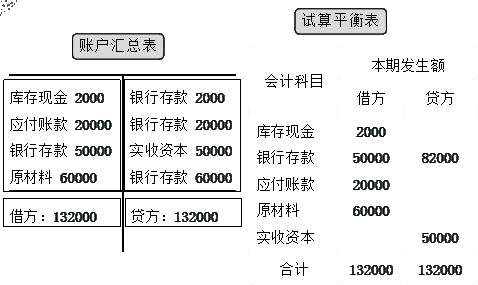 账户汇总表
库存现金 2000 银行存款 2000
应付账款 20000 银行存款 20000
银行存款 50000 实收资本 50000
原材料 60000 银行存款 60000
借方：132000 贷方：132000
试算平衡表
会计科目 本期发生额
借方 贷方
库存现金 2000
银行存款 50000 82000
应付账款 20000
原材料 60000
实收资本 50000
合计 132000 132000